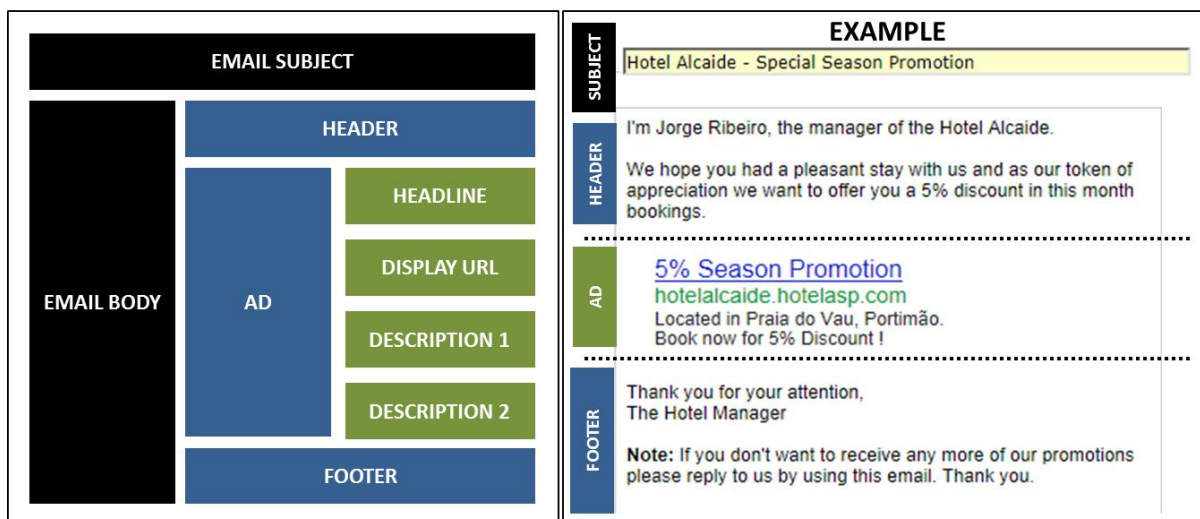 EMAIL SUBJECT
EMAIL BODY
HEADER
AD
HEADLINE
DISPLAY URL
DESCRIPTION 1
DESCRIPTION 2
FOOTER
EXAMPLE
SUBJECT
Hotel Alcaide - Special Season Promotion
HEADER
I'm Jorge Ribeiro, the manager of the Hotel Alcaide.
We hope you had a pleasant stay with us and as our token of
appreciation we want to offer you a 5% discount in this month
bookings.
AD
5% Season Promotion
hotelalcaide.hotelasp.com
Located in Praia do Vau, Portimão.
Book now for 5% Discount !
FOOTER
Thank you for your attention,
The Hotel Manager
Note: If you don't want to receive any more of our promotions
please reply to us by using this email. Thank you.